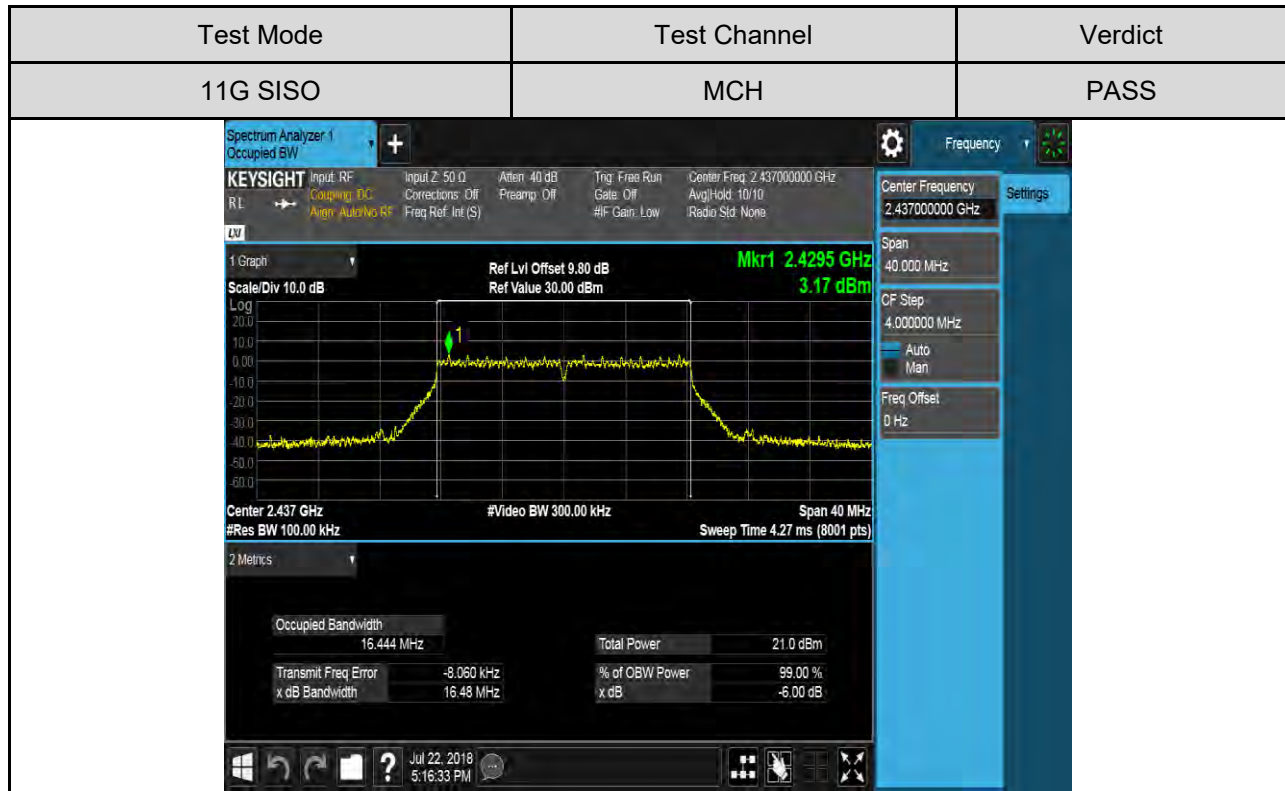 Test Mode Test Channel Verdict
11G SISO MCH PASS
Spectrum Analyzer 1
Occupied BW
+
Frequency
KEYSIGHT Input: RF Input Z: 50 Ω Atten: 40 dB Trig: Free Run Center Freq: 2.437000000 GHz
RL Coupling: DC Corrections: Off Preamp: Off Gate: Off Avg|Hold: 10/10
Align: Auto/No RF Freq Ref: Int (S) #IF Gain: Low Radio Std: None
LXI
1 Graph
Ref Lvl Offset 9.80 dB
Mkr1 2.4295 GHz
Scale/Div 10.0 dB Ref Value 30.00 dBm 3.17 dBm
Log
20.0
10.0
0.00
-10.0
-20.0
-30.0
-40.0
-50.0
-60.0
1
Center 2.437 GHz #Video BW 300.00 kHz Span 40 MHz
#Res BW 100.00 kHz Sweep Time 4.27 ms (8001 pts)
2 Metrics
Occupied Bandwidth
16.444 MHz Total Power 21.0 dBm
Transmit Freq Error -8.060 kHz % of OBW Power 99.00 %
x dB Bandwidth 16.48 MHz x dB -6.00 dB
Center Frequency
2.437000000 GHz
Settings
Span
40.000 MHz
CF Step
4.000000 MHz
Auto
Man
Freq Offset
0 Hz
?
Jul 22, 2018
5:16:33 PM